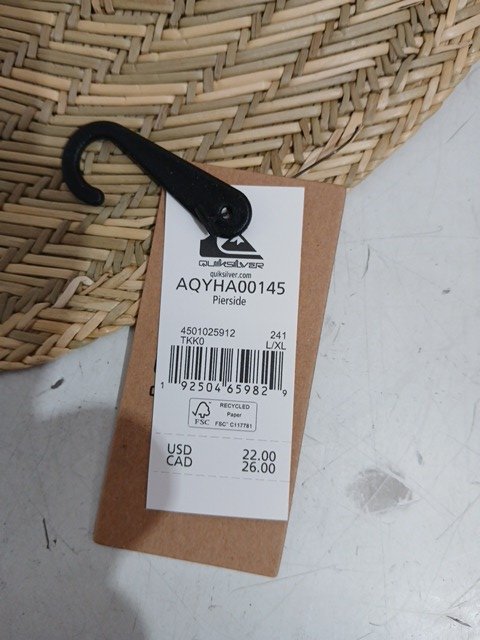 QUIKSILVER
quiksilver.com
AQYHA00145
Pierside
4501025912 241
TKK0 L/XL
1 92504 65982 9
FSC
RECYCLED
Paper
FSC® C117761
USD 22.00
CAD 26.00